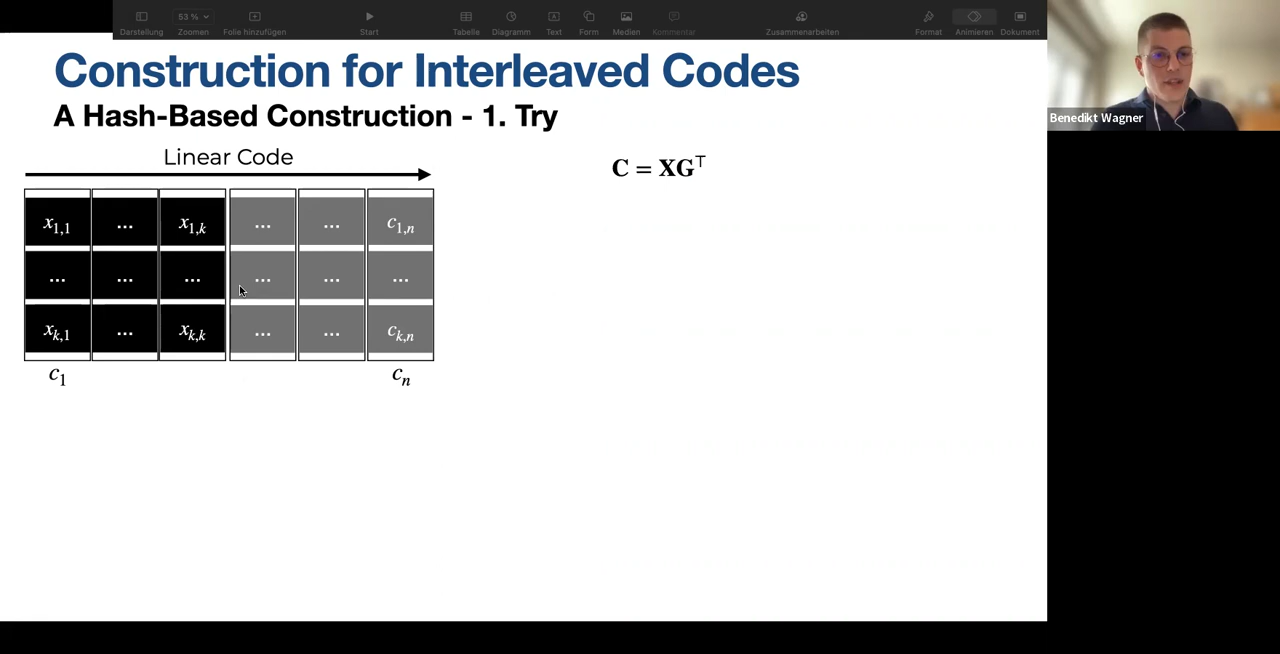 Darstellung 53 % Zoomen Folie hinzufügen Start Tabelle Diagramm Text Form Medien Kommentar Zusammenarbeiten Format Animieren Dokument
Construction for Interleaved Codes
A Hash-Based Construction - 1. Try
Linear Code
C = XG⊤
x1,1 ... x1,k ... ... c1,n
... ... ... ... ... ...
xk,1 ... xk,k ... ... ck,n
c1 cn
Benedikt Wagner